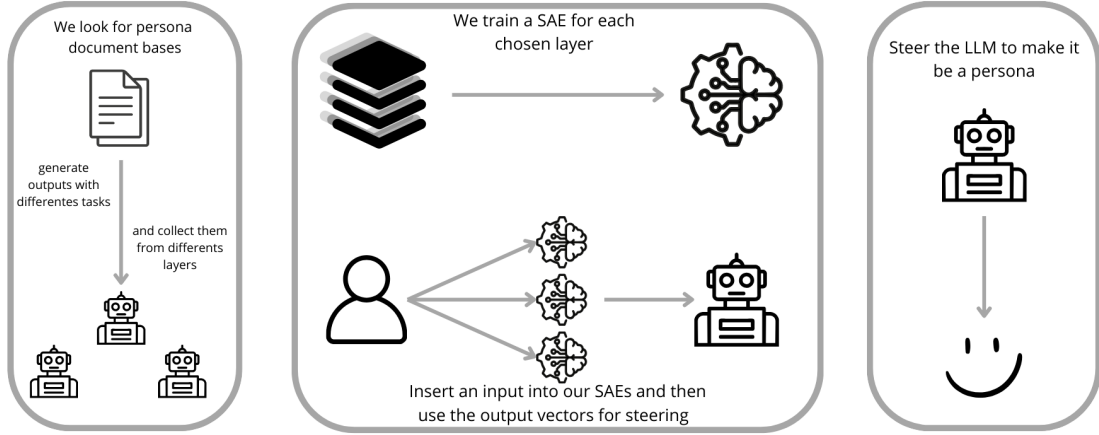 We look for persona
document bases
generate
outputs with
differentes tasks
and collect them
from differents
layers
We train a SAE for each
chosen layer
Insert an input into our SAEs and then
use the output vectors for steering
Steer the LLM to make it
be a persona